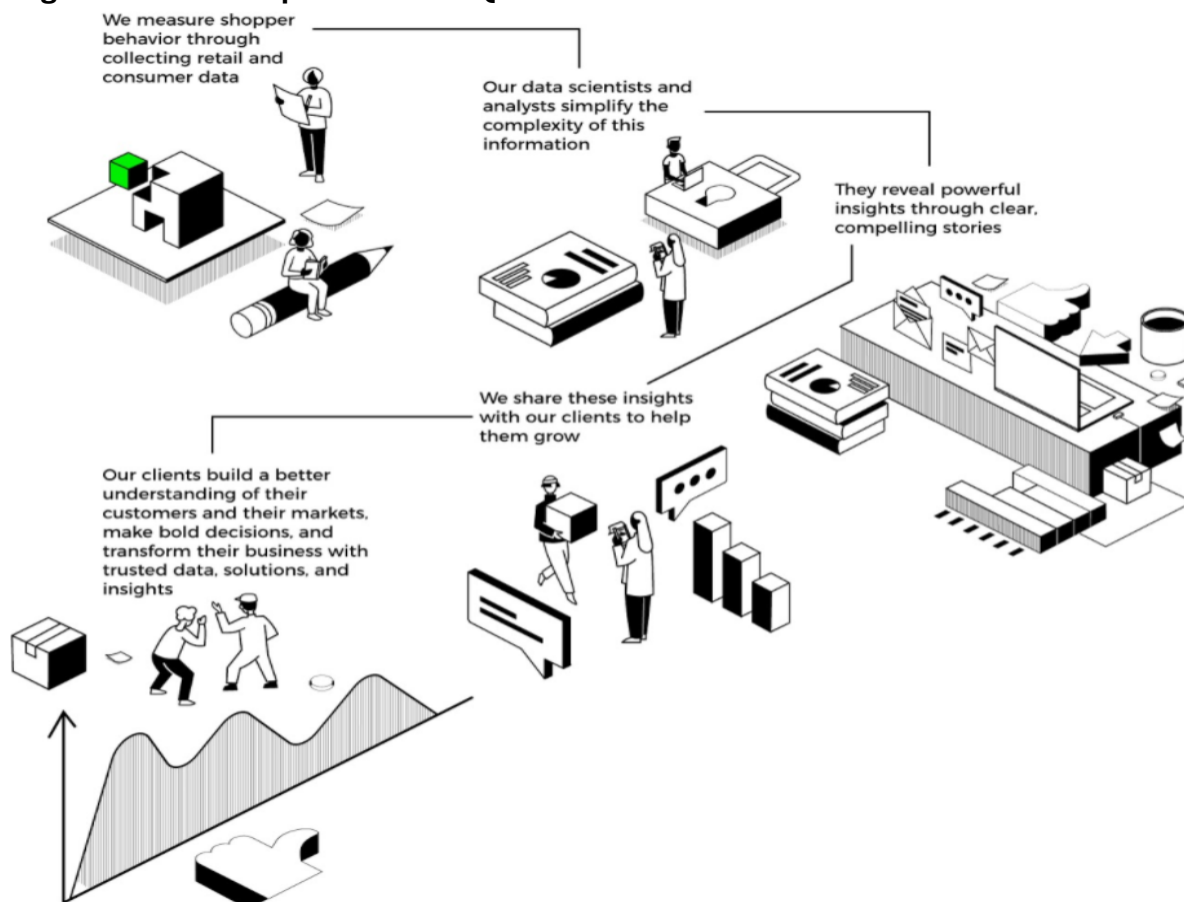 We measure shopper
behavior through
collecting retail and
consumer data
Our data scientists and
analysts simplify the
complexity of this
information
They reveal powerful
insights through clear,
compelling stories
We share these insights
with our clients to help
them grow
Our clients build a better
understanding of their
customers and their markets,
make bold decisions, and
transform their business with
trusted data, solutions, and
insights